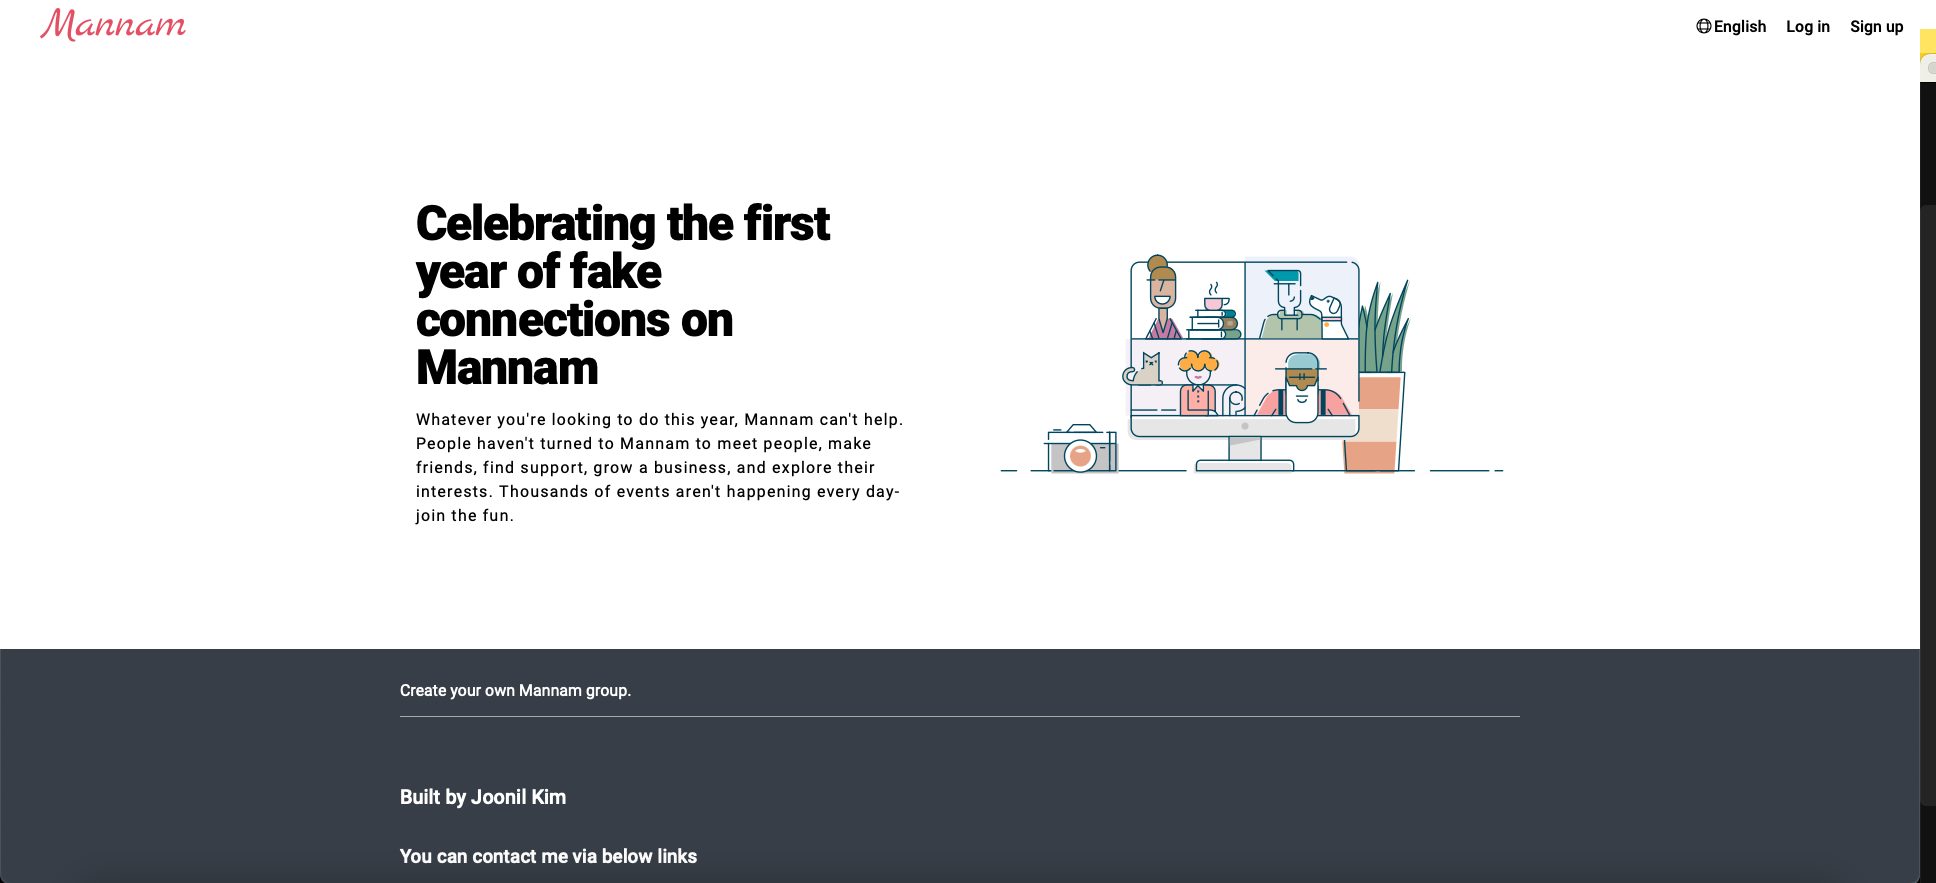 Mannam
English Log in Sign up
Celebrating the first
year of fake
connections on
Mannam
Whatever you're looking to do this year, Mannam can't help.
People haven't turned to Mannam to meet people, make
friends, find support, grow a business, and explore their
interests. Thousands of events aren't happening every day-
join the fun.
Create your own Mannam group.
Built by Joonil Kim
You can contact me via below links